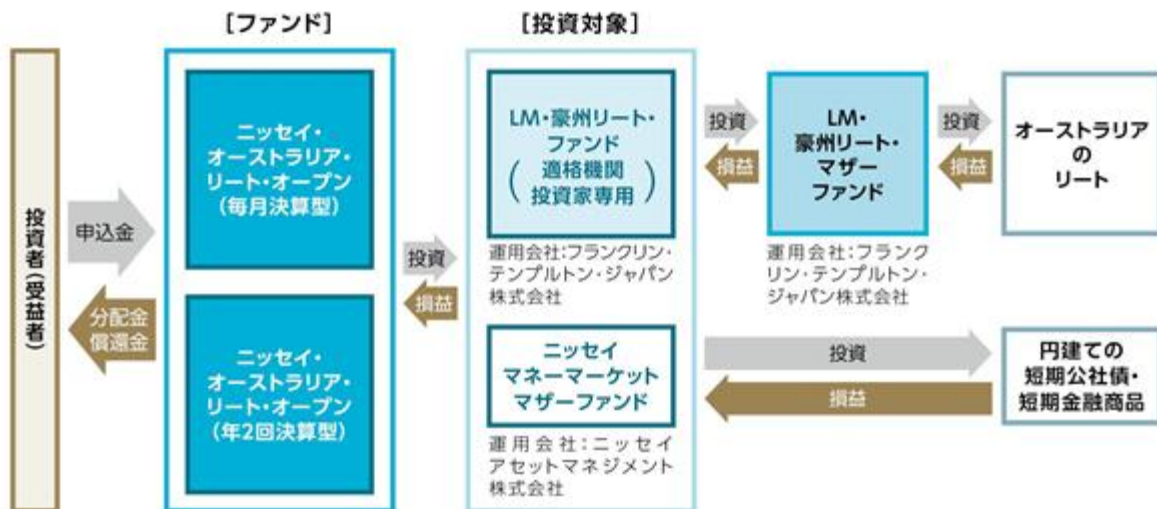 ［ファンド］
［投資対象］
投資者（受益者）
申込金
分配金
償還金
ニッセイ・
オーストラリア・
リート・オープン
（毎月決算型）
ニッセイ・
オーストラリア・
リート・オープン
（年2回決算型）
投資
損益
LM・豪州リート・
ファンド
（適格機関
投資家専用）
運用会社：フランクリン・
テンプルトン・ジャパン
株式会社
ニッセイ
マネーマーケット
マザーファンド
運用会社：ニッセイ
アセットマネジメント
株式会社
投資
損益
LM・
豪州リート・
マザー
ファンド
運用会社：フランク
リン・テンプルトン・
ジャパン株式会社
投資
損益
オーストラリア
の
リート
投資
損益
円建ての
短期公社債・
短期金融商品